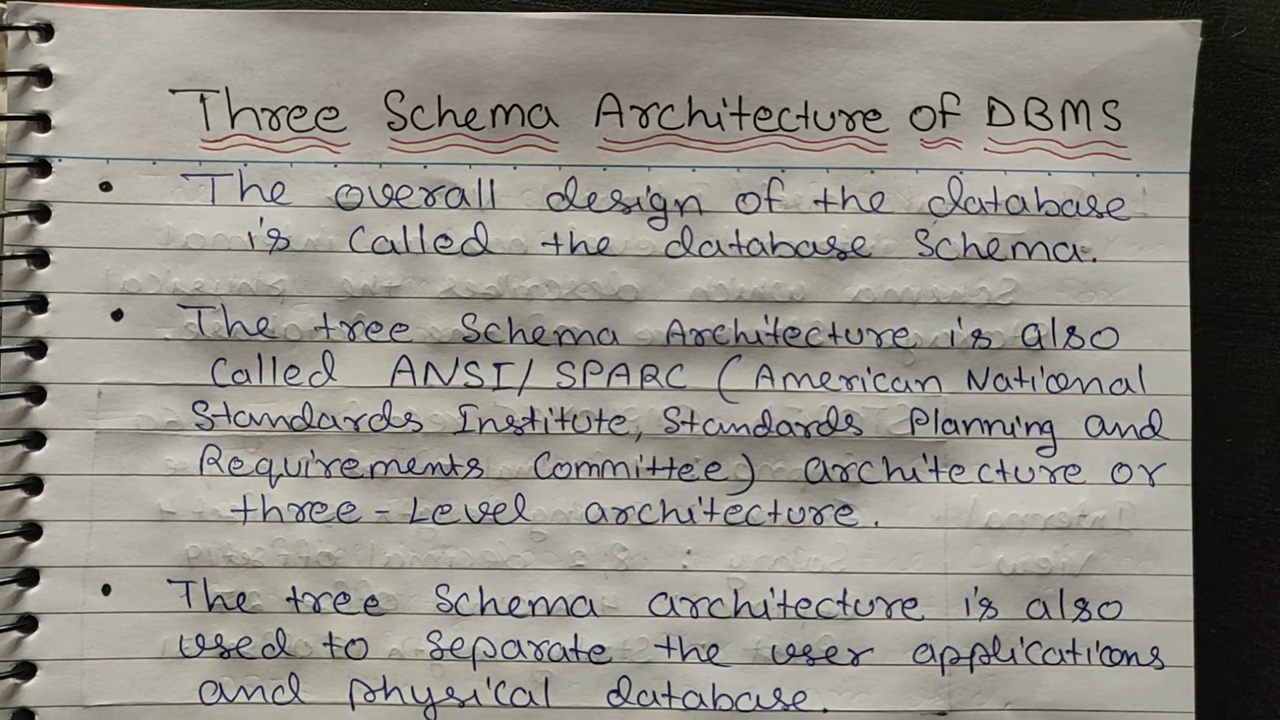 Three Schema Architecture of DBMS
• The overall design of the database
is called the database Schema.
• The tree Schema Architecture is also
called ANSI/SPARC (American National
Standards Institute, Standards Planning and
Requirements Committee) architecture or
three-Level architecture.
• The tree Schema architecture is also
used to separate the user applications
and physical database.